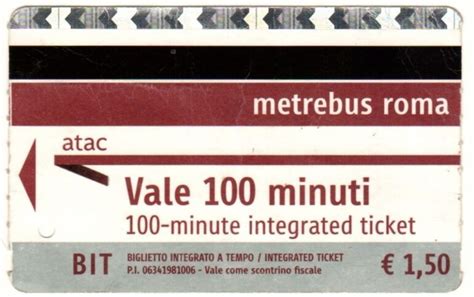 metrebus roma
atac
Vale 100 minuti
100-minute integrated ticket
BIT
BIGLIETTO INTEGRATO A TEMPO / INTEGRATED TICKET
P.I. 06341981006 - Vale come scontrino fiscale
€ 1,50